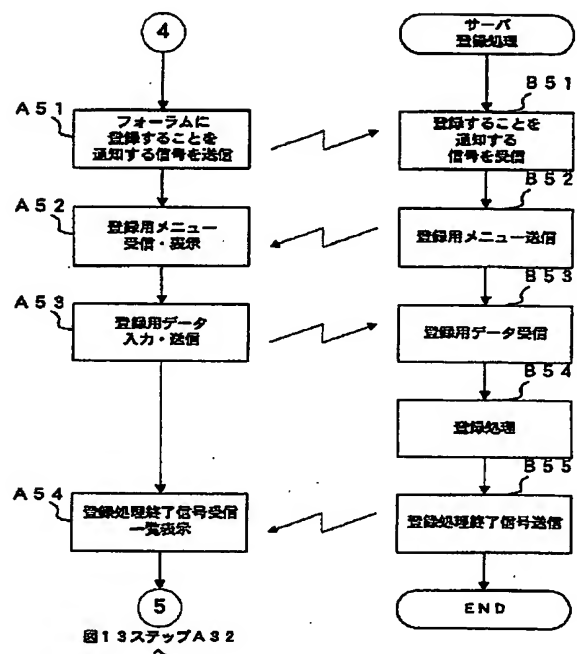 4
A51
フォーラムに
登録することを
通知する信号を送信
A52
登録用メニュー
受信・表示
A53
登録用データ
入力・送信
A54
登録処理終了信号受信
一覧表示
5
図13ステップA32
へ
サーバ
登録処理
B51
登録することを
通知する
信号を受信
B52
登録用メニュー送信
B53
登録用データ受信
B54
登録処理
B55
登録処理終了信号送信
END